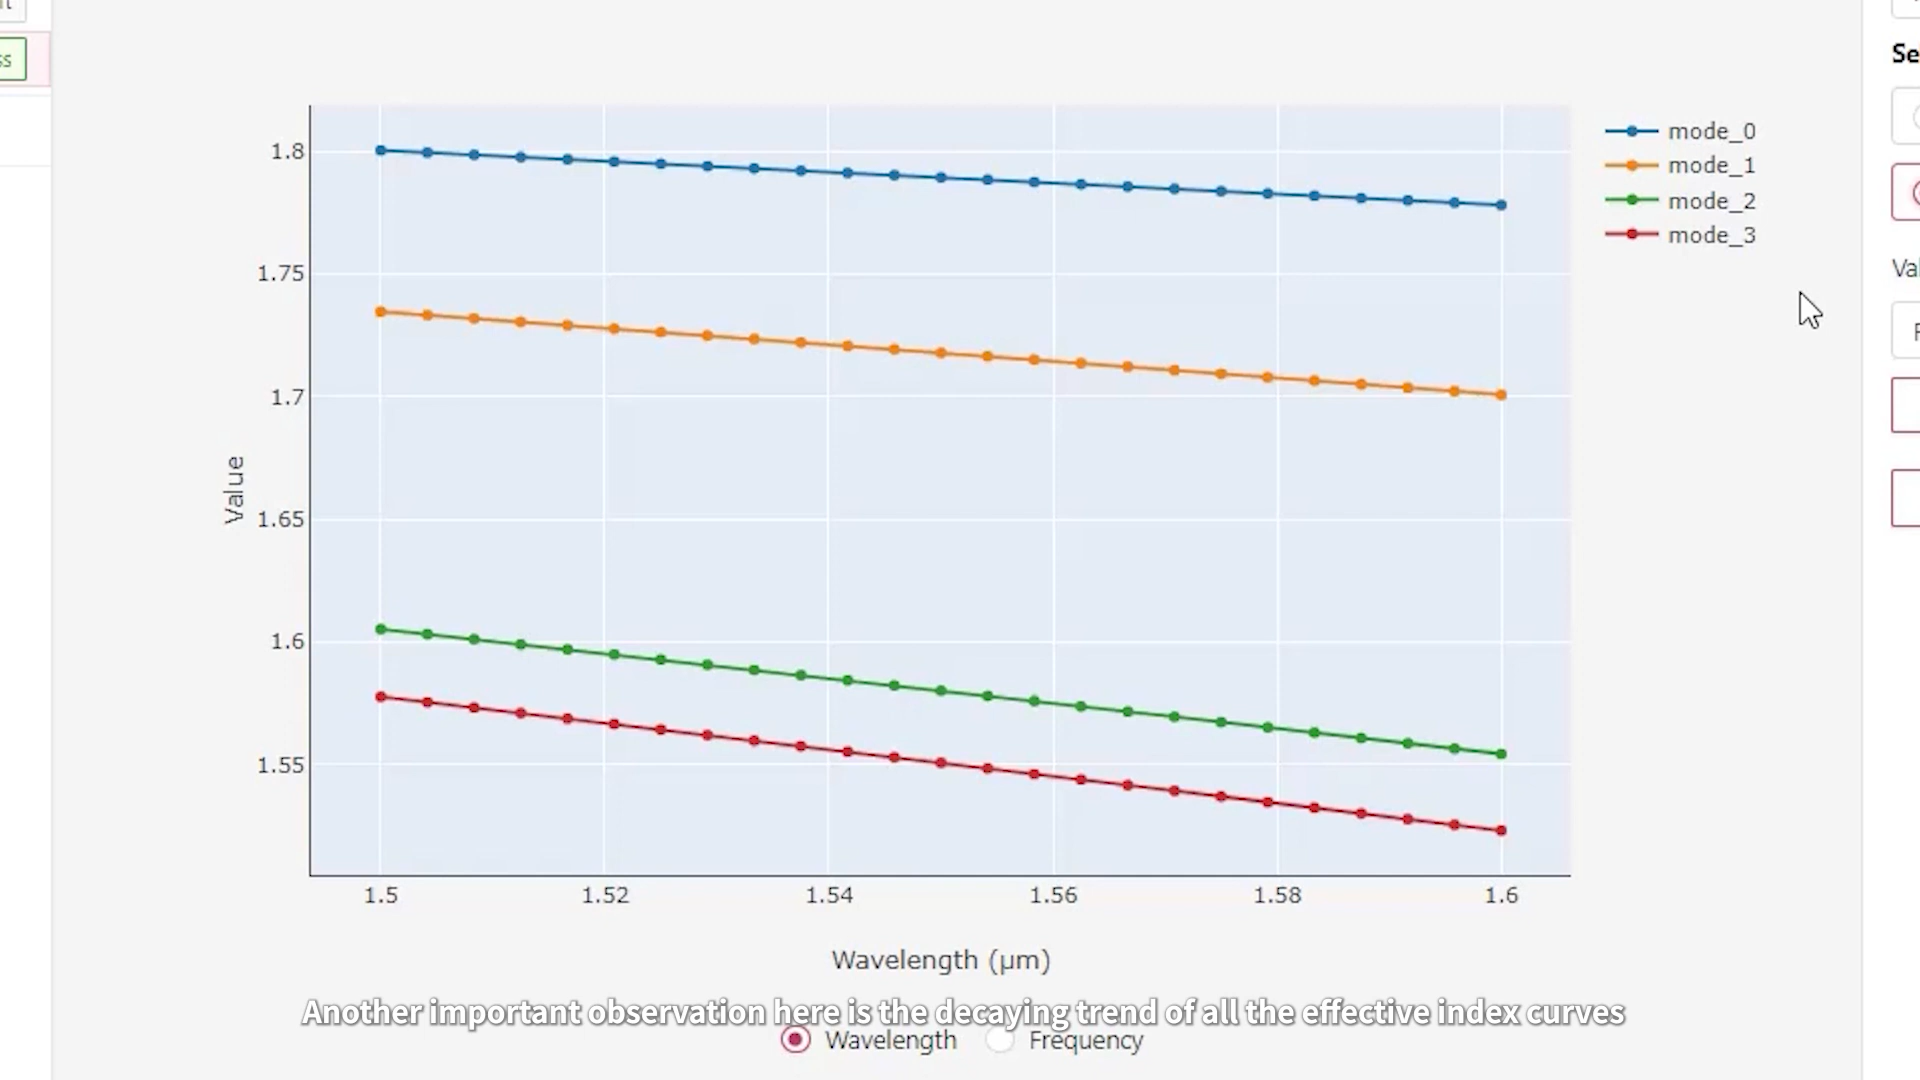 1.8
1.75
1.7
1.65
1.6
1.55
Value
1.5 1.52 1.54 1.56 1.58 1.6
Wavelength (μm)
mode_0
mode_1
mode_2
mode_3
Another important observation here is the decaying trend of all the effective index curves
Wavelength Frequency